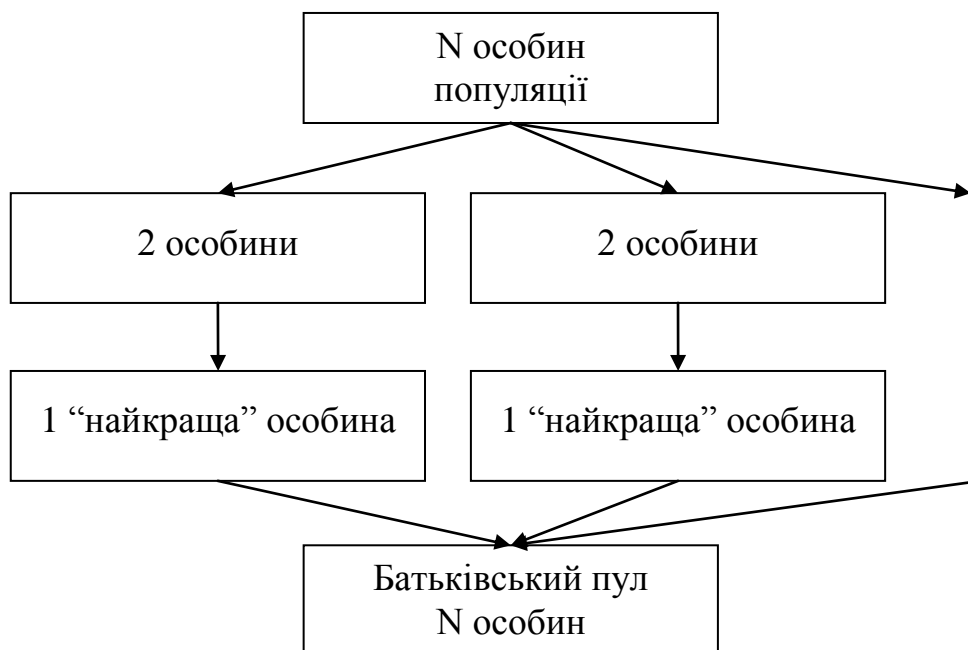 N особин
популяції
2 особини
2 особини
1 “найкраща” особина
1 “найкраща” особина
Батьківський пул
N особин